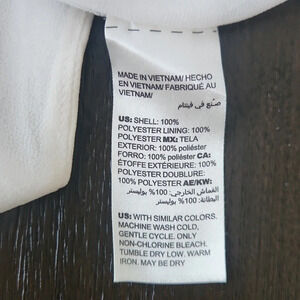 MADE IN VIETNAM/ HECHO
EN VIETNAM/ FABRIQUÉ AU
VIETNAM/
صنع في فيتنام
US: SHELL: 100%
POLYESTER LINING: 100%
POLYESTER MX: TELA
EXTERIOR: 100% poliéster
FORRO: 100% poliéster CA:
ÉTOFFE EXTÉRIEURE: 100%
POLYESTER DOUBLURE:
100% POLYESTER AE/KW:
القماش الخارجي: 100% بوليستر
البطانة: 100% بوليستر
US: WITH SIMILAR COLORS.
MACHINE WASH COLD,
GENTLE CYCLE. ONLY
NON-CHLORINE BLEACH.
TUMBLE DRY LOW. WARM
IRON. MAY BE DRY